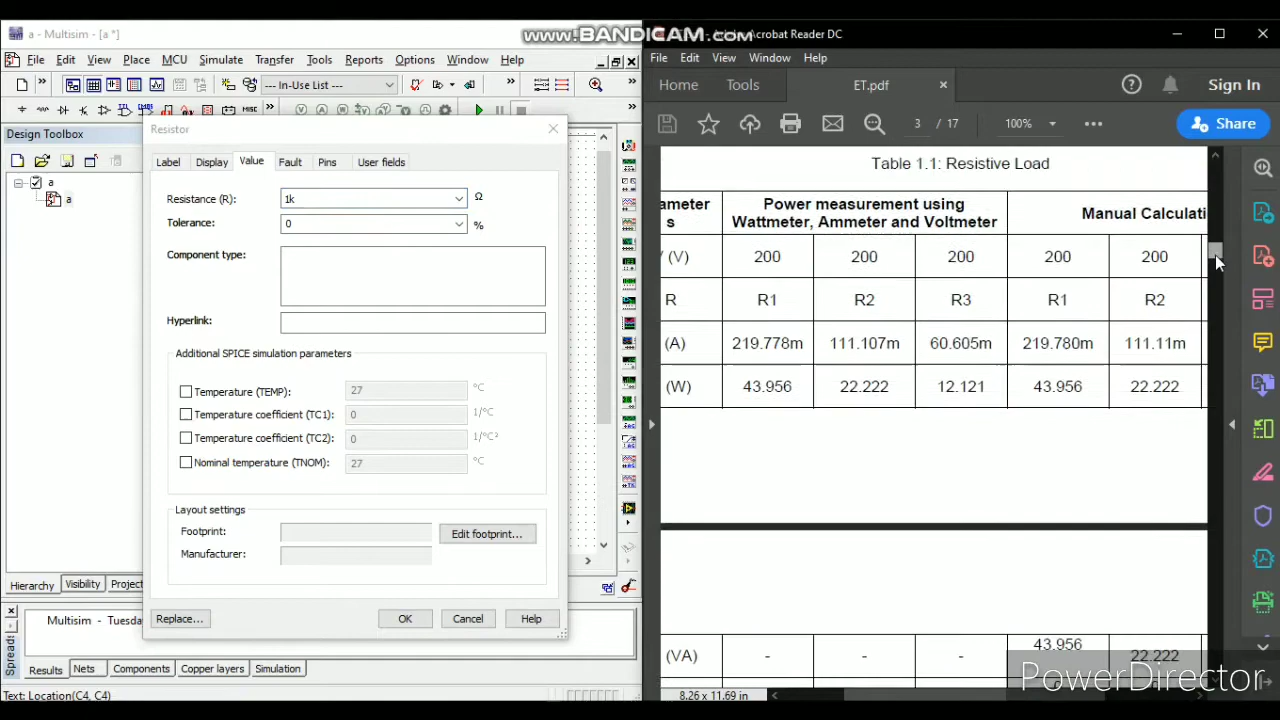 a - Multisim - [a *]
www.BANDICAM.com
Adobe Acrobat Reader DC
File Edit View Place MCU Simulate Transfer Tools Reports Options Window Help
--- In-Use List ---
Design Toolbox
a
a
Hierarchy Visibility Project
Resistor
Label Display Value Fault Pins User fields
Resistance (R): 1k Ω
Tolerance: 0 %
Component type:
Hyperlink:
Additional SPICE simulation parameters
Temperature (TEMP): 27 °C
Temperature coefficient (TC1): 0 1/°C
Temperature coefficient (TC2): 0 1/°C²
Nominal temperature (TNOM): 27 °C
Layout settings
Footprint: Edit footprint...
Manufacturer:
Replace... OK Cancel Help
Multisim - Tuesda
Spreads
Results Nets Components Copper layers Simulation
Text: Location(C4, C4)
File Edit View Window Help
Home Tools ET.pdf Sign In
3 / 17 100% Share
Table 1.1: Resistive Load
ameter
s
Power measurement using
Wattmeter, Ammeter and Voltmeter
Manual Calculati
(V) 200 200 200 200 200
R R1 R2 R3 R1 R2
(A) 219.778m 111.107m 60.605m 219.780m 111.11m
(W) 43.956 22.222 12.121 43.956 22.222
(VA) - - - 43.956 22.222
8.26 x 11.69 in
PowerDirector